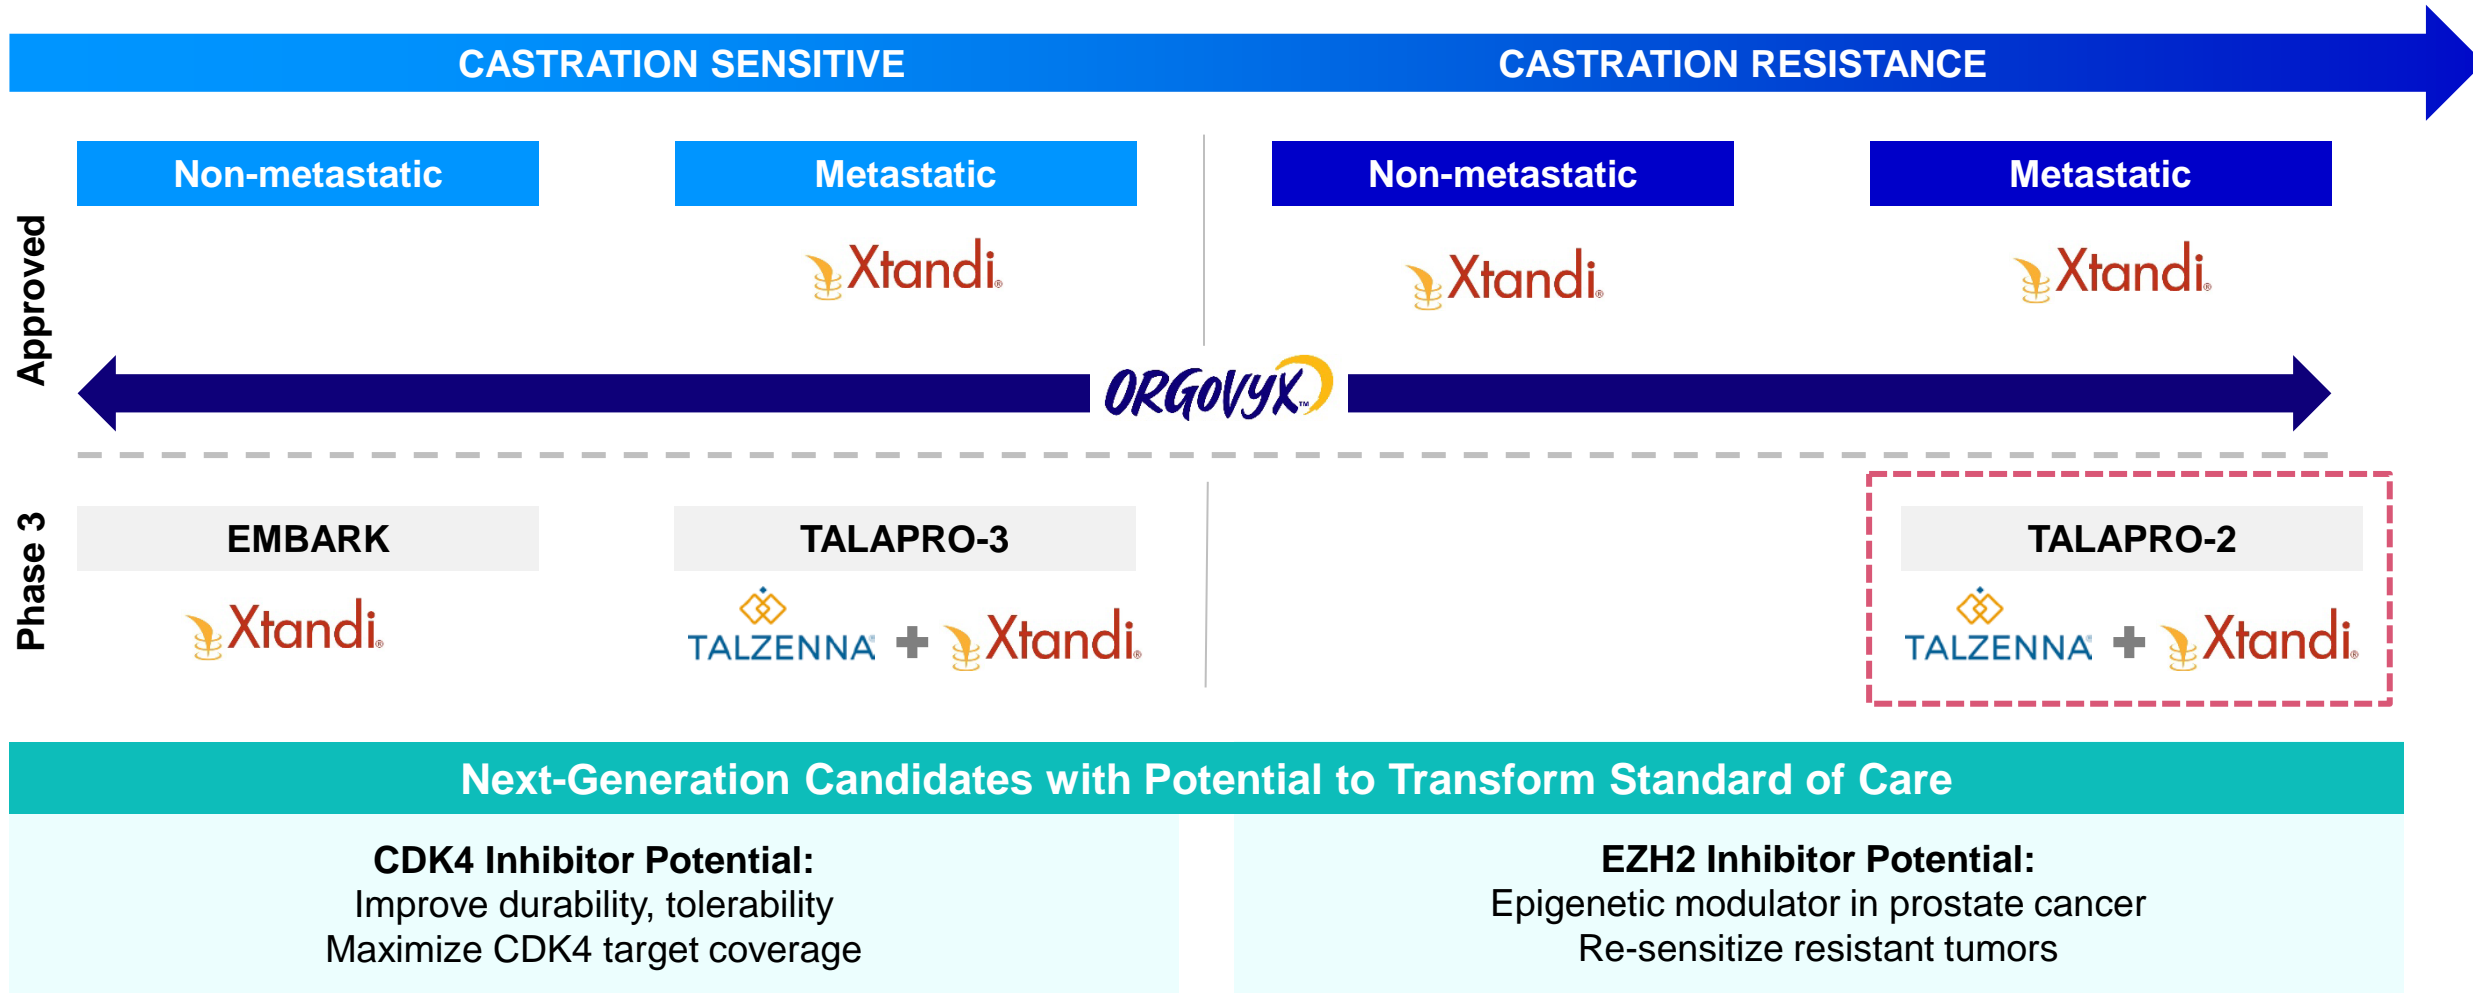 CASTRATION SENSITIVE
CASTRATION RESISTANCE
Non-metastatic
Metastatic
Non-metastatic
Metastatic
Approved
Xtandi®
Xtandi®
Xtandi®
ORGOVYX™
Phase 3
EMBARK
TALAPRO-3
TALAPRO-2
Xtandi®
TALZENNA® + Xtandi®
TALZENNA® + Xtandi®
Next-Generation Candidates with Potential to Transform Standard of Care
CDK4 Inhibitor Potential:
Improve durability, tolerability
Maximize CDK4 target coverage
EZH2 Inhibitor Potential:
Epigenetic modulator in prostate cancer
Re-sensitize resistant tumors